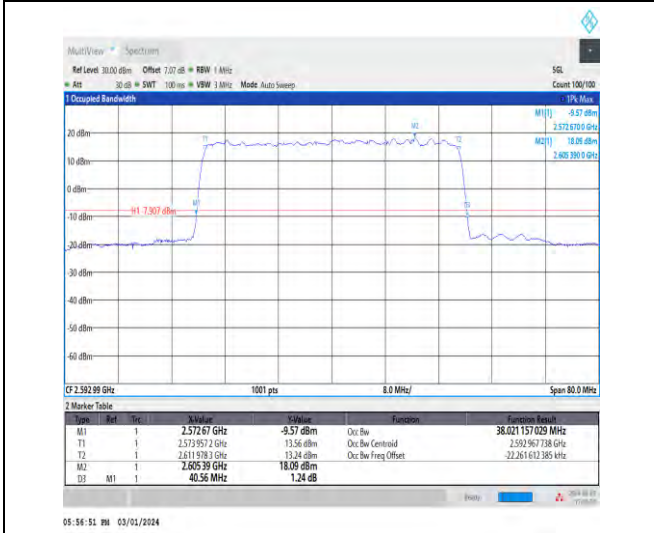 MultiView Spectrum
Ref Level 30.00 dBm Offset 7.07 dB RBW 1 MHz SGL
Att 30 dB SWT 100 ms VBW 3 MHz Mode Auto Sweep Count 100/100
1 Occupied Bandwidth 1Pk Max
M1[1] -9.57 dBm
2.572 670 0 GHz
M2[1] 18.09 dBm
2.605 390 0 GHz
20 dBm
10 dBm
0 dBm
-10 dBm
-20 dBm
-30 dBm
-40 dBm
-50 dBm
-60 dBm
T1
M2
T2
M1
D3
H1 7.907 dBm
CF 2.592 99 GHz 1001 pts 8.0 MHz/ Span 80.0 MHz
2 Marker Table
Type Ref Trc X-Value Y-Value Function Function Result
M1 1 2.572 67 GHz -9.57 dBm Occ Bw 38.021 157 029 MHz
T1 1 2.573 957 2 GHz 13.56 dBm Occ Bw Centroid 2.592 967 738 GHz
T2 1 2.611 978 3 GHz 13.24 dBm Occ Bw Freq Offset -22.261 612 385 kHz
M2 1 2.605 39 GHz 18.09 dBm
D3 M1 1 40.56 MHz 1.24 dB
05:56:51 PM 03/01/2024